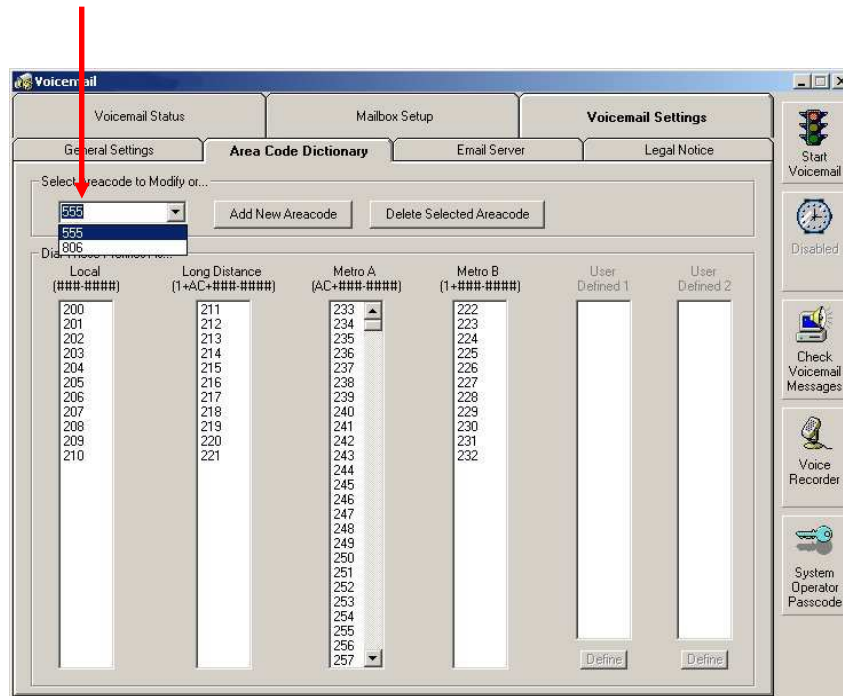 Voicemail
Voicemail Status
Mailbox Setup
Voicemail Settings
General Settings
Area Code Dictionary
Email Server
Legal Notice
Select Areacode to Modify or...
555
Add New Areacode
Delete Selected Areacode
555
806
Local
(###-####)
200
201
202
203
204
205
206
207
208
209
210
Long Distance
(1+AC+###-####)
211
212
213
214
215
216
217
218
219
220
221
Metro A
(AC+###-####)
233
234
235
236
237
238
239
240
241
242
243
244
245
246
247
248
249
250
251
252
253
254
255
256
257
Metro B
(1+###-####)
222
223
224
225
226
227
228
229
230
231
232
User
Defined 1
Define
User
Defined 2
Define
Start
Voicemail
Disabled
Check
Voicemail
Messages
Voice
Recorder
System
Operator
Passcode